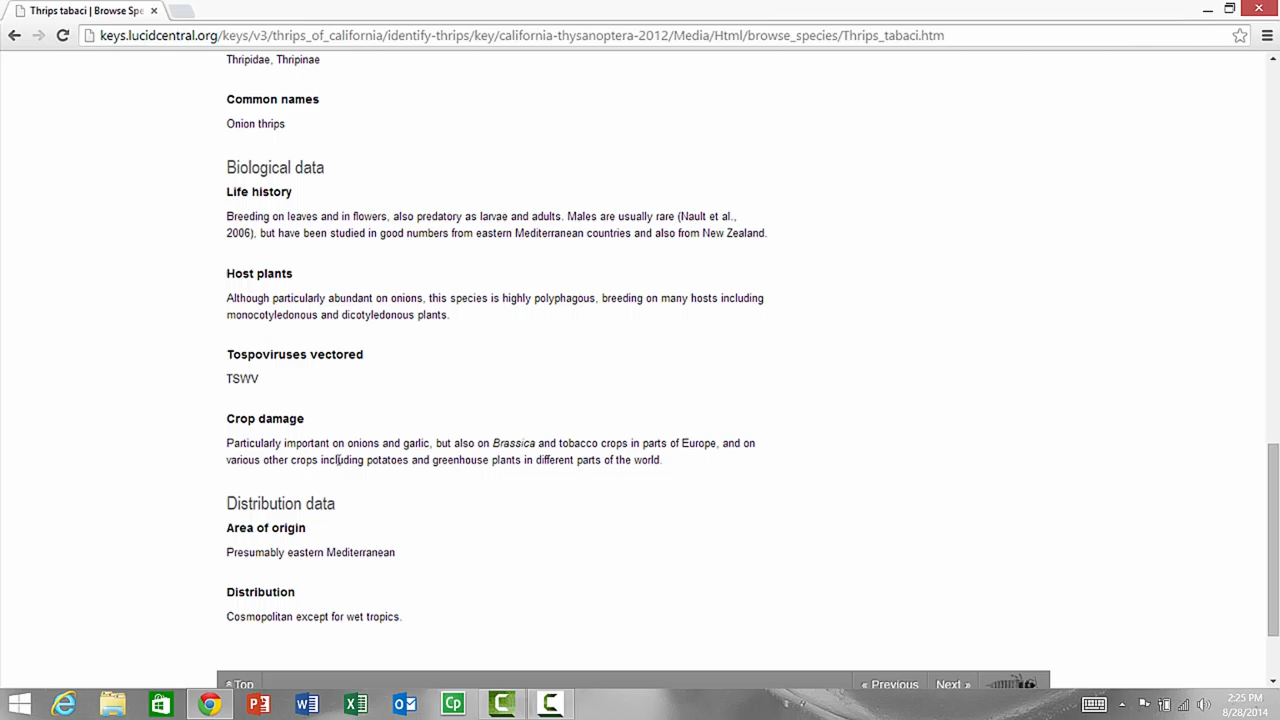 Thrips tabaci | Browse Spe
keys.lucidcentral.org/keys/v3/thrips_of_california/identify-thrips/key/california-thysanoptera-2012/Media/Html/browse_species/Thrips_tabaci.htm
Thripidae, Thripinae
Common names
Onion thrips
Biological data
Life history
Breeding on leaves and in flowers, also predatory as larvae and adults. Males are usually rare (Nault et al.,
2006), but have been studied in good numbers from eastern Mediterranean countries and also from New Zealand.
Host plants
Although particularly abundant on onions, this species is highly polyphagous, breeding on many hosts including
monocotyledonous and dicotyledonous plants.
Tospoviruses vectored
TSWV
Crop damage
Particularly important on onions and garlic, but also on Brassica and tobacco crops in parts of Europe, and on
various other crops including potatoes and greenhouse plants in different parts of the world.
Distribution data
Area of origin
Presumably eastern Mediterranean
Distribution
Cosmopolitan except for wet tropics.
Top
« Previous Next »
Cp
2:25 PM
8/28/2014